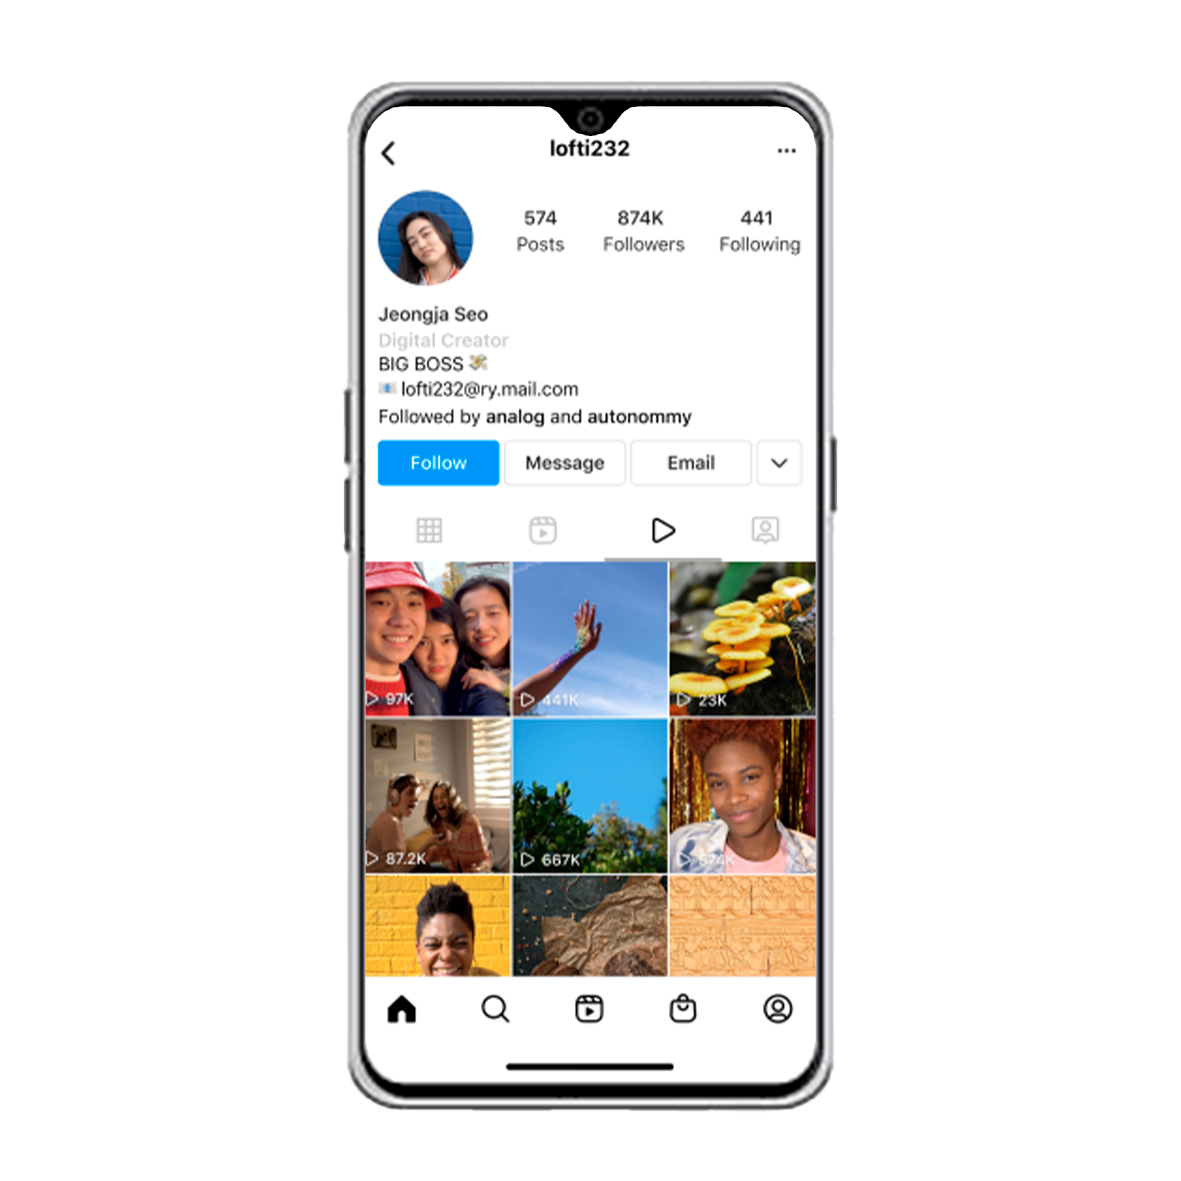 lofti232
574 874K 441
Posts Followers Following
Jeongja Seo
Digital Creator
BIG BOSS 💸
📧 lofti232@ry.mail.com
Followed by analog and autonommy
Follow Message Email
97K 441K 23K
87.2K 667K 574K